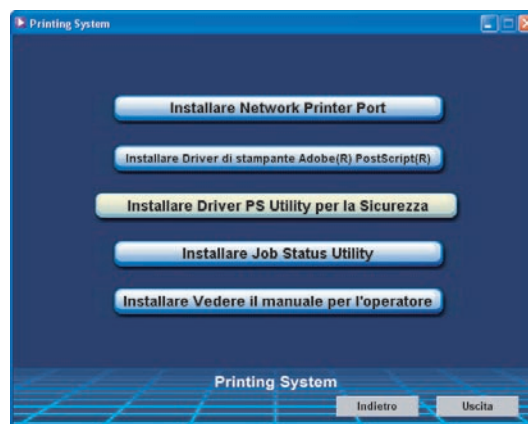 Printing System
Installare Network Printer Port
Installare Driver di stampante Adobe(R) PostScript(R)
Installare Driver PS Utility per la Sicurezza
Installare Job Status Utility
Installare Vedere il manuale per l'operatore
Printing System
Indietro
Uscita